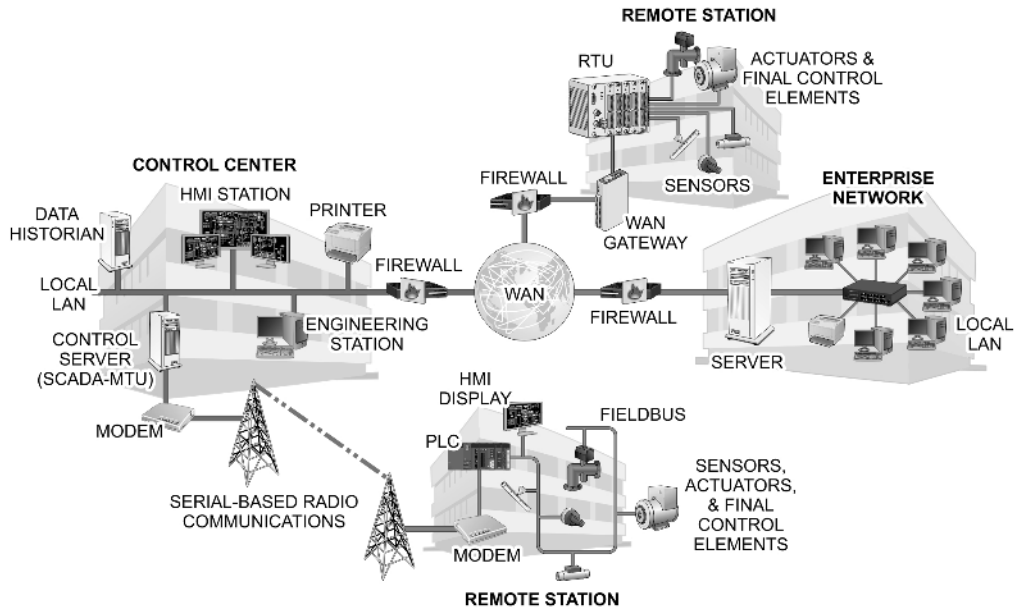 REMOTE STATION
RTU
ACTUATORS &
FINAL CONTROL
ELEMENTS
SENSORS
WAN
GATEWAY
FIREWALL
CONTROL CENTER
HMI STATION
PRINTER
DATA
HISTORIAN
LOCAL
LAN
FIREWALL
WAN
FIREWALL
ENTERPRISE
NETWORK
SERVER
LOCAL
LAN
CONTROL
SERVER
(SCADA-MTU)
ENGINEERING
STATION
MODEM
SERIAL-BASED RADIO
COMMUNICATIONS
HMI
DISPLAY
PLC
FIELDBUS
MODEM
SENSORS,
ACTUATORS,
& FINAL
CONTROL
ELEMENTS
REMOTE STATION